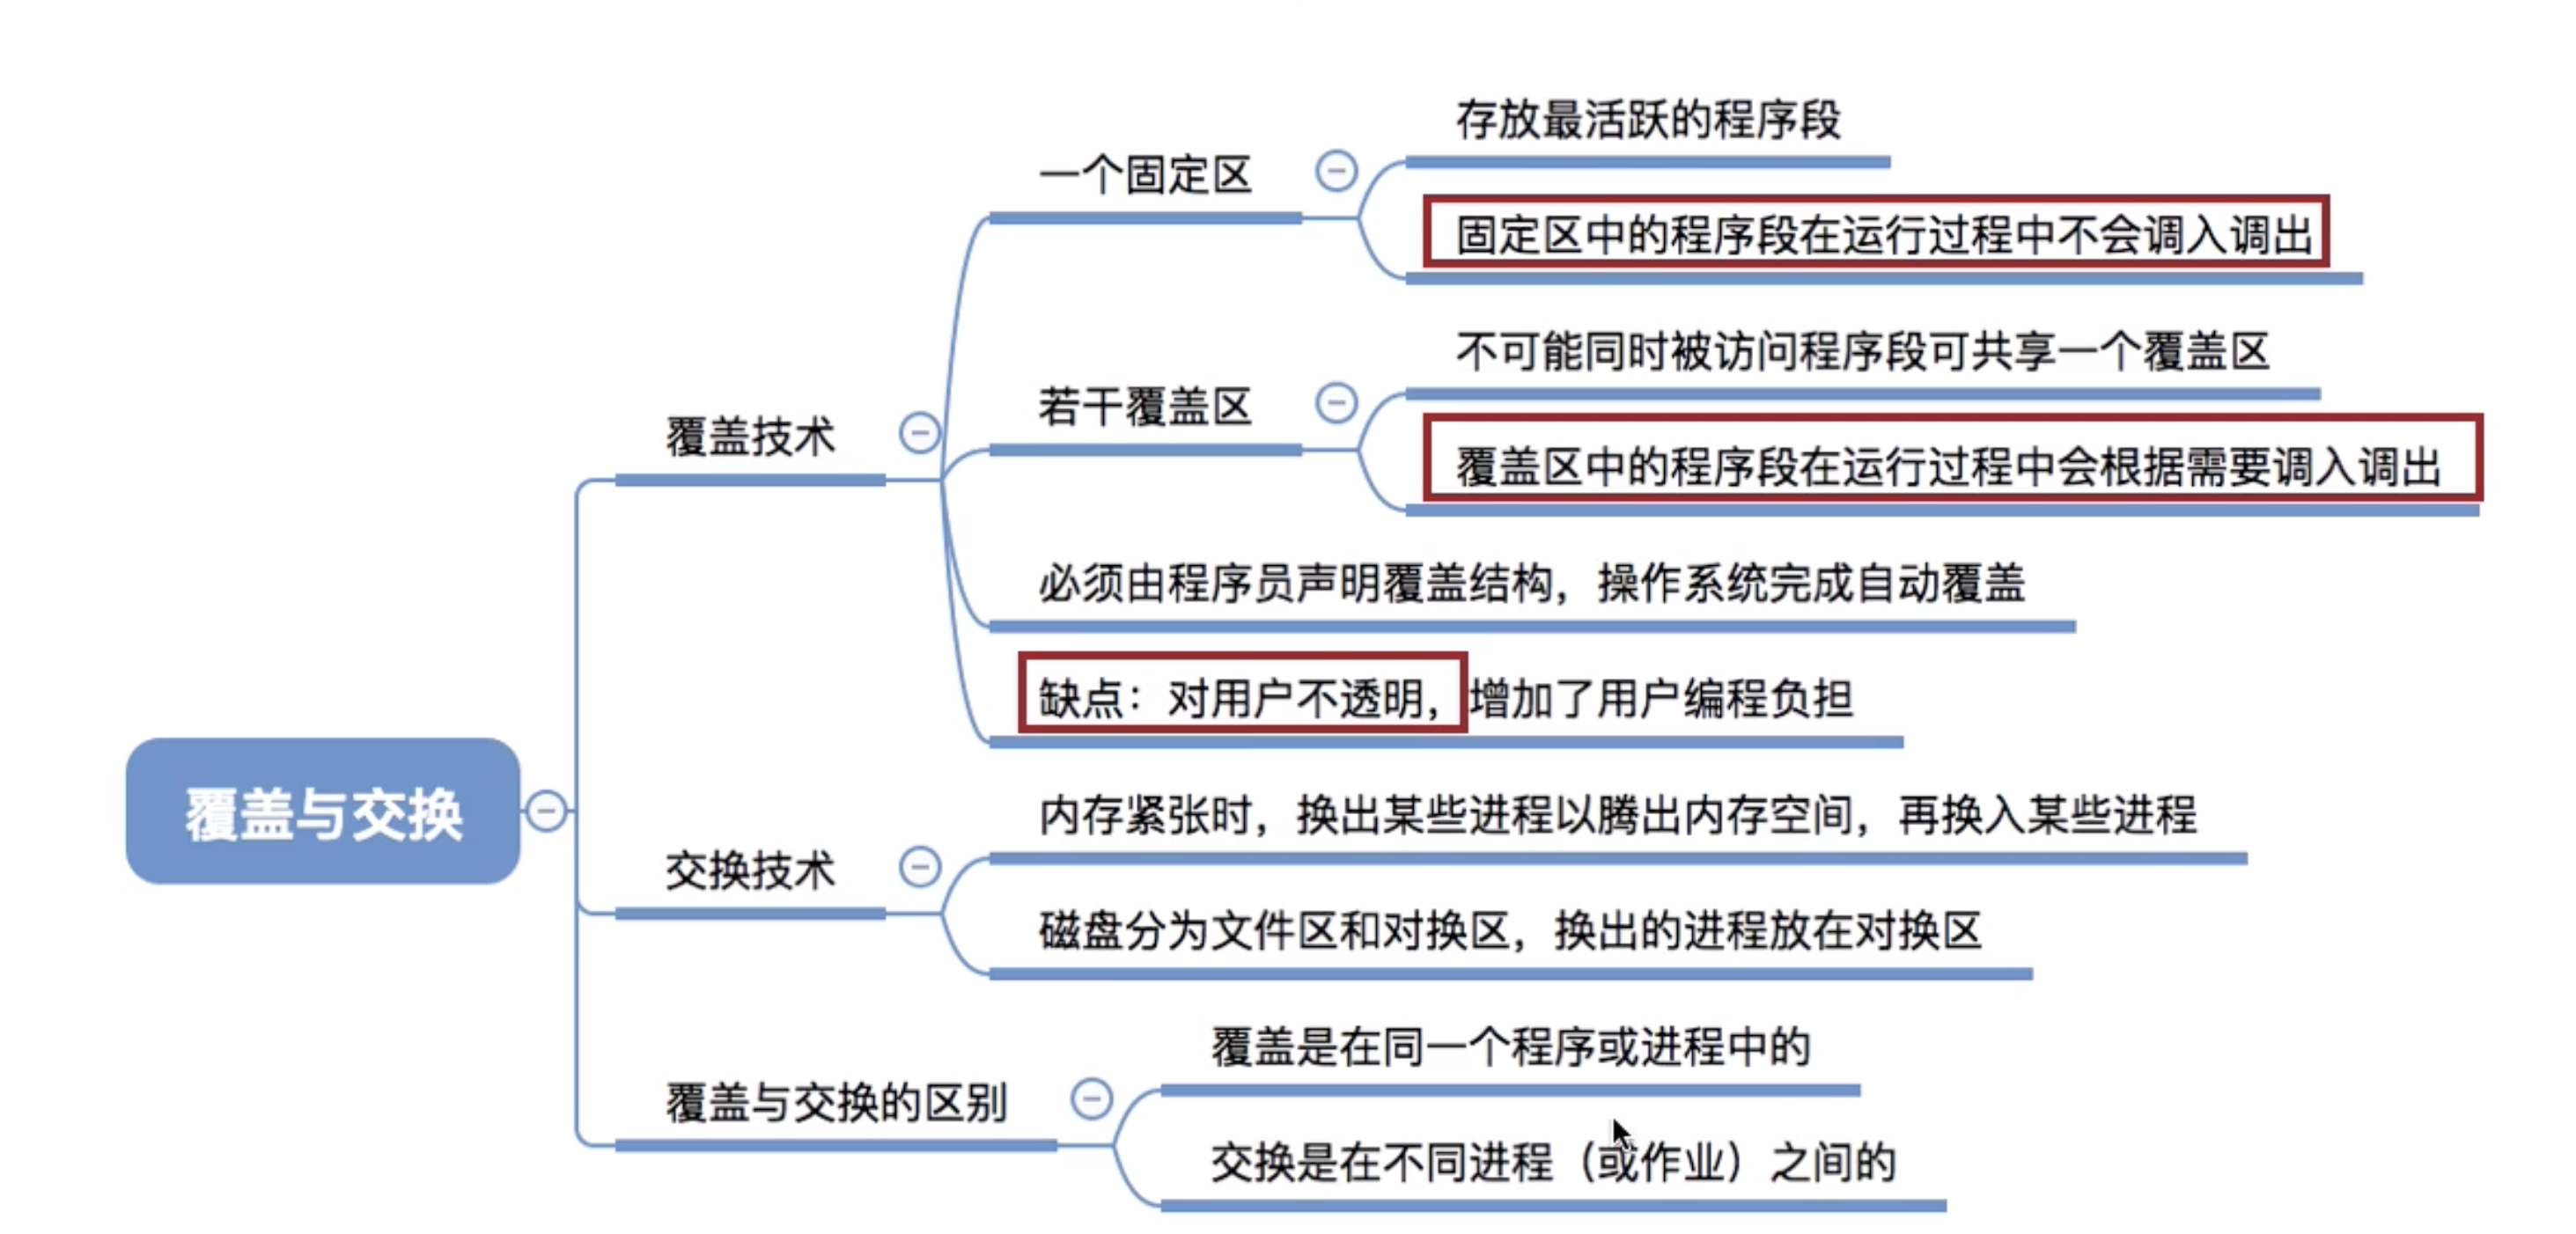 存放最活跃的程序段
一个固定区
固定区中的程序段在运行过程中不会调入调出
不可能同时被访问程序段可共享一个覆盖区
若干覆盖区
覆盖技术
覆盖区中的程序段在运行过程中会根据需要调入调出
必须由程序员声明覆盖结构，操作系统完成自动覆盖
缺点：对用户不透明，增加了用户编程负担
覆盖与交换
内存紧张时，换出某些进程以腾出内存空间，再换入某些进程
交换技术
磁盘分为文件区和对换区，换出的进程放在对换区
覆盖是在同一个程序或进程中的
覆盖与交换的区别
交换是在不同进程（或作业）之间的